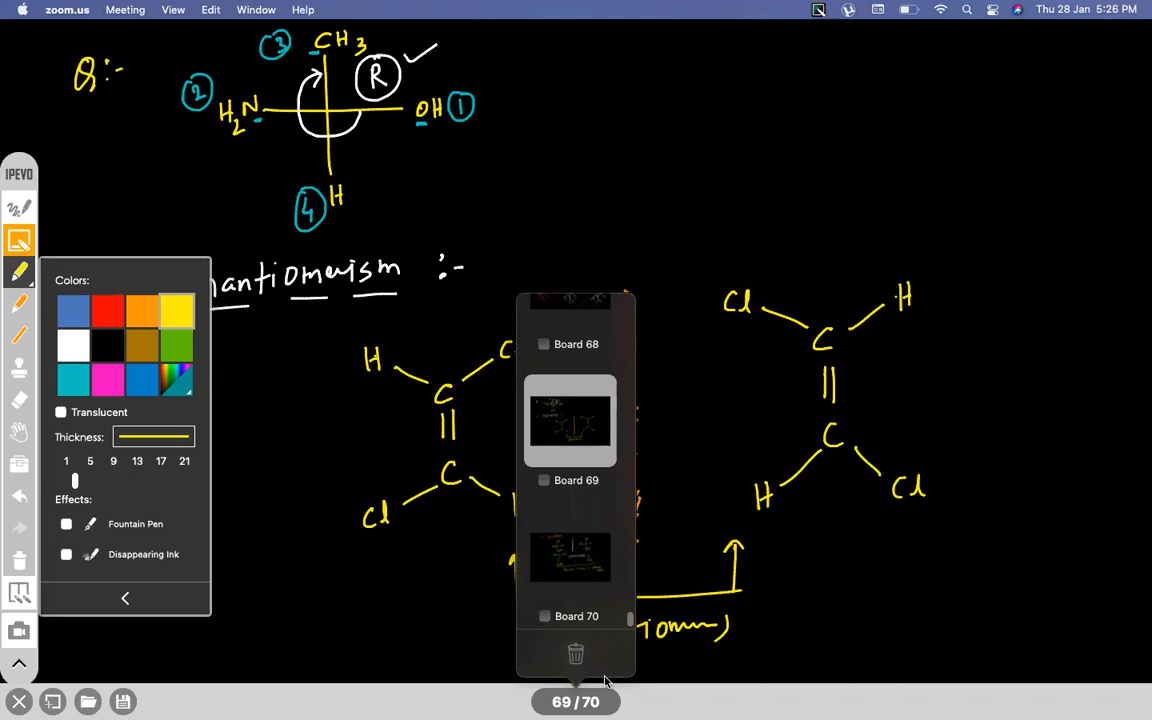 zoom.us Meeting View Edit Window Help Thu 28 Jan 5:26 PM
Q:-
③ CH3
R ✓
② H2N OH ①
④ H
antiomerism :-
IPEVO
Colors:
Translucent
Thickness:
1 5 9 13 17 21
Effects:
Fountain Pen
Disappearing Ink
H C
C
C
Cl
Cl H
C
C
H Cl
Board 68
Board 69
Board 70
69 / 70